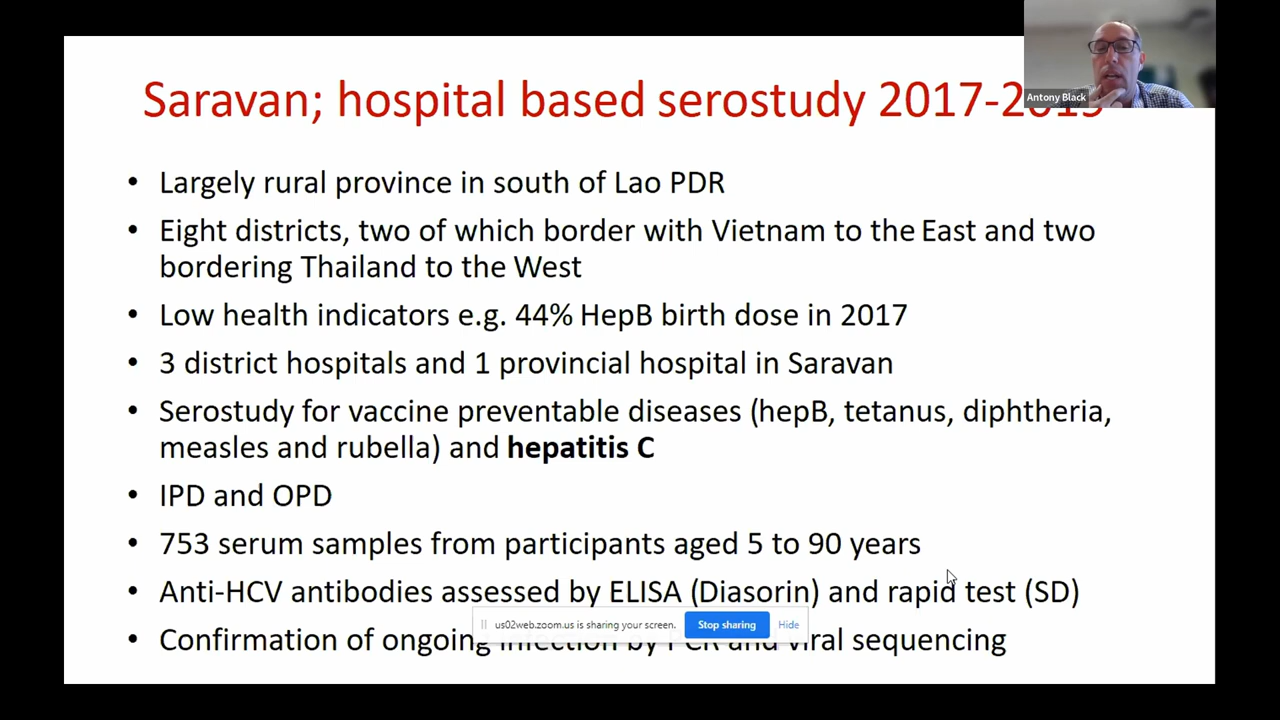 Saravan; hospital based serostudy 2017-2019
Antony Black
• Largely rural province in south of Lao PDR
• Eight districts, two of which border with Vietnam to the East and two
bordering Thailand to the West
• Low health indicators e.g. 44% HepB birth dose in 2017
• 3 district hospitals and 1 provincial hospital in Saravan
• Serostudy for vaccine preventable diseases (hepB, tetanus, diphtheria,
measles and rubella) and hepatitis C
• IPD and OPD
• 753 serum samples from participants aged 5 to 90 years
• Anti-HCV antibodies assessed by ELISA (Diasorin) and rapid test (SD)
us02web.zoom.us is sharing your screen. Stop sharing Hide
• Confirmation of ongoing infection by PCR and viral sequencing